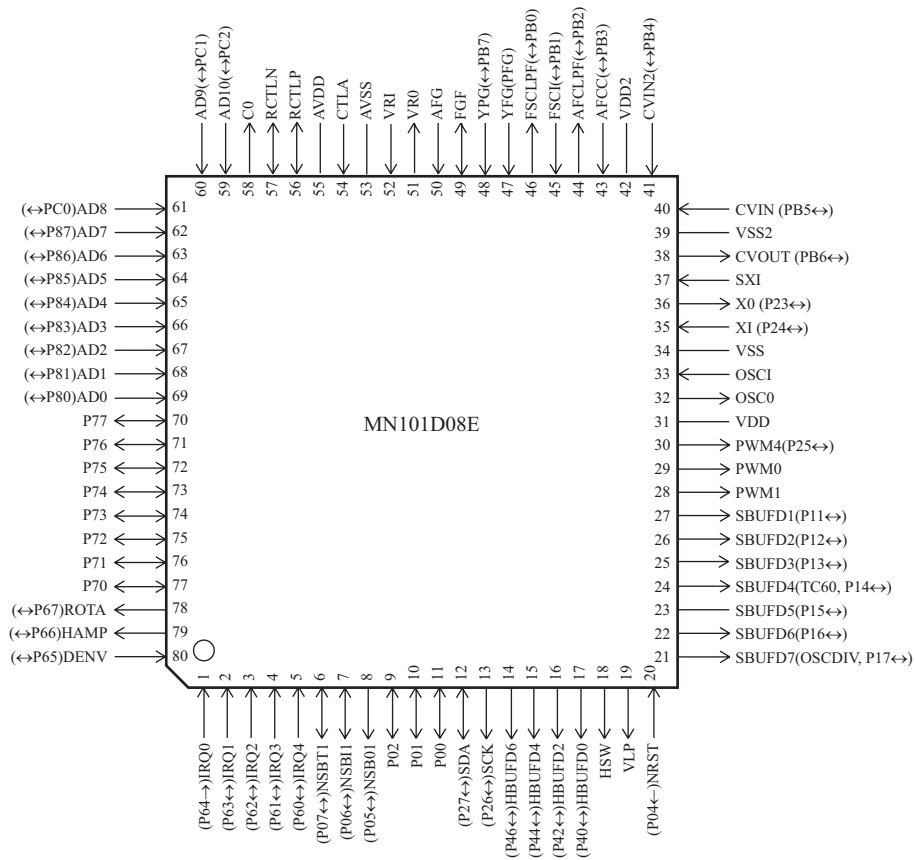 AD9(↔PC1)
AD10(↔PC2)
C0
RCTLN
RCTLP
AVDD
CTLA
AVSS
VRI
VR0
AFG
FGF
YPG(↔PB7)
YFG(PFG)
FSCLPF(↔PB0)
FSCI(↔PB1)
AFCLPF(↔PB2)
AFCC(↔PB3)
VDD2
CVIN2(↔PB4)
60
59
58
57
56
55
54
53
52
51
50
49
48
47
46
45
44
43
42
41
(↔PC0)AD8 61
(↔P87)AD7 62
(↔P86)AD6 63
(↔P85)AD5 64
(↔P84)AD4 65
(↔P83)AD3 66
(↔P82)AD2 67
(↔P81)AD1 68
(↔P80)AD0 69
P77 70
P76 71
P75 72
P74 73
P73 74
P72 75
P71 76
P70 77
(↔P67)ROTA 78
(↔P66)HAMP 79
(↔P65)DENV 80
MN101D08E
40 CVIN (PB5↔)
39 VSS2
38 CVOUT (PB6↔)
37 SXI
36 X0 (P23↔)
35 XI (P24↔)
34 VSS
33 OSCI
32 OSC0
31 VDD
30 PWM4(P25↔)
29 PWM0
28 PWM1
27 SBUFD1(P11↔)
26 SBUFD2(P12↔)
25 SBUFD3(P13↔)
24 SBUFD4(TC60, P14↔)
23 SBUFD5(P15↔)
22 SBUFD6(P16↔)
21 SBUFD7(OSCDIV, P17↔)
1
2
3
4
5
6
7
8
9
10
11
12
13
14
15
16
17
18
19
20
(P64→)IRQ0
(P63↔)IRQ1
(P62↔)IRQ2
(P61↔)IRQ3
(P60↔)IRQ4
(P07↔)NSBT1
(P06↔)NSBI1
(P05↔)NSB01
P02
P01
P00
(P27↔)SDA
(P26↔)SCK
(P46↔)HBUFD6
(P44↔)HBUFD4
(P42↔)HBUFD2
(P40↔)HBUFD0
HSW
VLP
(P04←)NRST